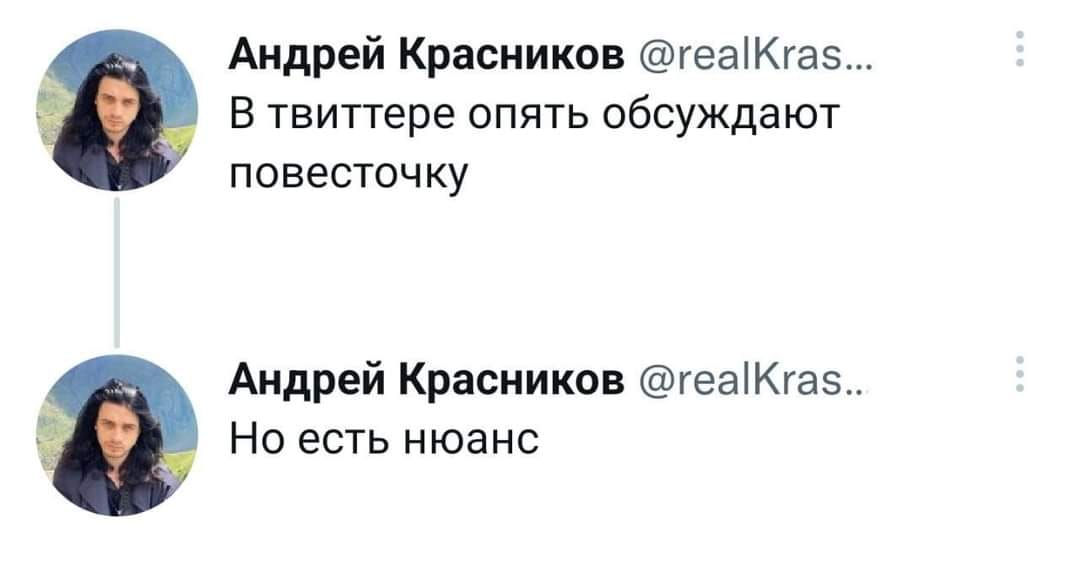 Андрей Красников @realKras...
В твиттере опять обсуждают
повесточку
Андрей Красников @realKras..
Но есть нюанс